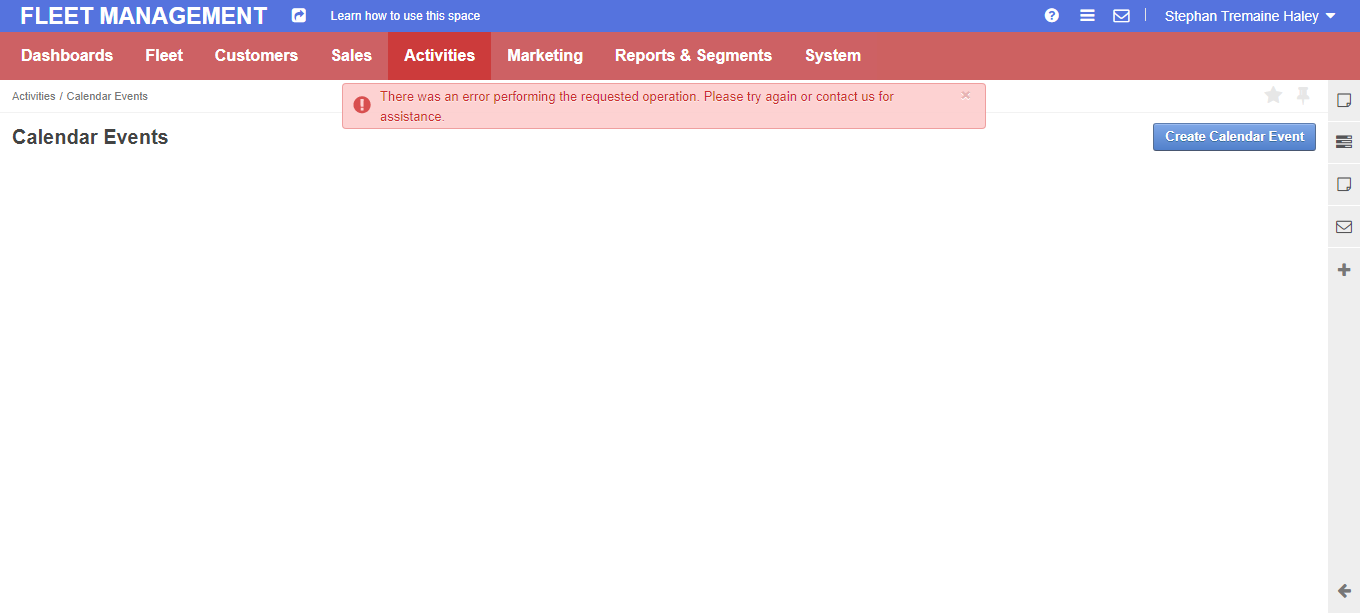 FLEET MANAGEMENT
Learn how to use this space
Stephan Tremaine Haley
Dashboards
Fleet
Customers
Sales
Activities
Marketing
Reports & Segments
System
Activities / Calendar Events
There was an error performing the requested operation. Please try again or contact us for
assistance.
×
Calendar Events
Create Calendar Event